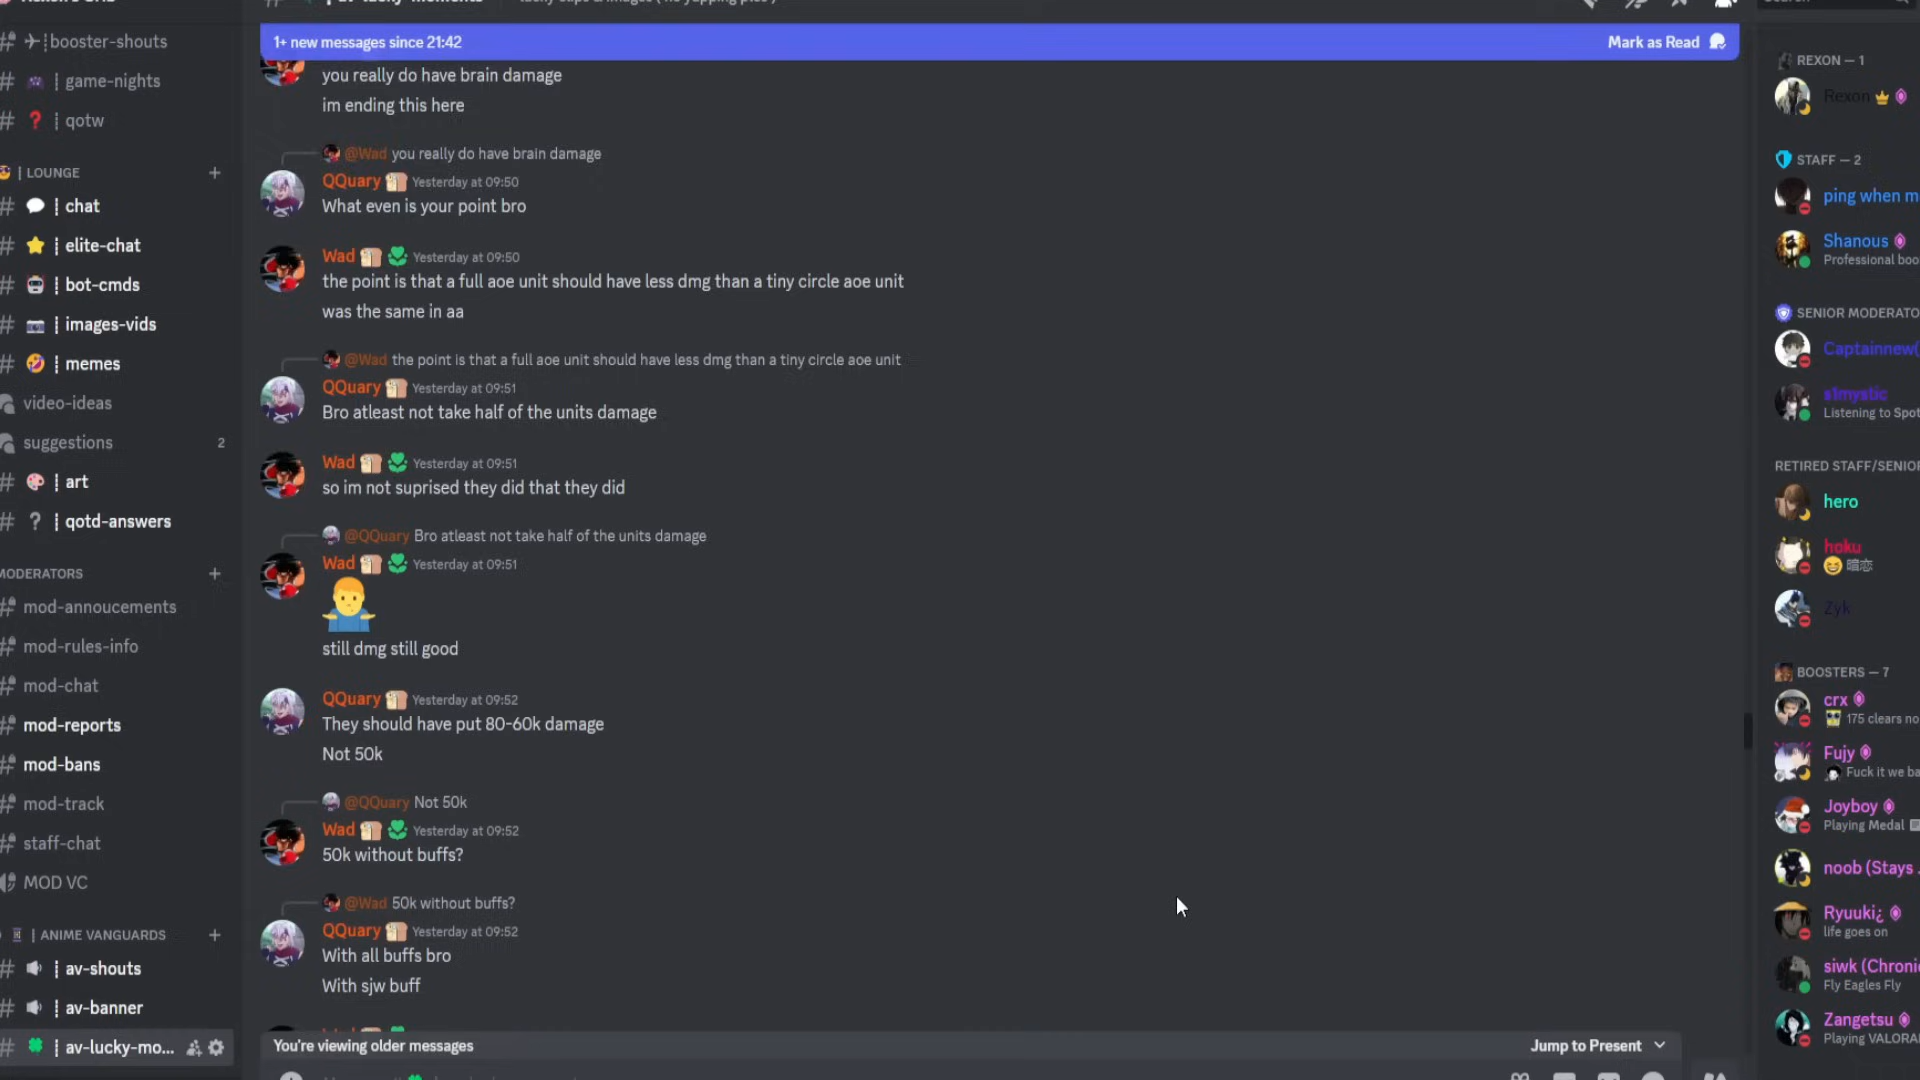 booster-shouts
game-nights
qotw
LOUNGE
chat
elite-chat
bot-cmds
images-vids
memes
video-ideas
suggestions 2
art
qotd-answers
MODERATORS
mod-annoucements
mod-rules-info
mod-chat
mod-reports
mod-bans
mod-track
staff-chat
MOD VC
ANIME VANGUARDS
av-shouts
av-banner
av-lucky-mo...
1+ new messages since 21:42 Mark as Read
you really do have brain damage
im ending this here
@Wad you really do have brain damage
QQuary Yesterday at 09:50
What even is your point bro
Wad Yesterday at 09:50
the point is that a full aoe unit should have less dmg than a tiny circle aoe unit
was the same in aa
@Wad the point is that a full aoe unit should have less dmg than a tiny circle aoe unit
QQuary Yesterday at 09:51
Bro atleast not take half of the units damage
Wad Yesterday at 09:51
so im not suprised they did that they did
@QQuary Bro atleast not take half of the units damage
Wad Yesterday at 09:51
still dmg still good
QQuary Yesterday at 09:52
They should have put 80-60k damage
Not 50k
@QQuary Not 50k
Wad Yesterday at 09:52
50k without buffs?
@Wad 50k without buffs?
QQuary Yesterday at 09:52
With all buffs bro
With sjw buff
You're viewing older messages Jump to Present
REXON — 1
Rexon
STAFF — 2
ping when m
Shanous
Professional boo
SENIOR MODERATO
Captainnew(
s1mystic
Listening to Spot
RETIRED STAFF/SENIOR
hero
hoku
暗恋
Zyk
BOOSTERS — 7
crx
175 clears no
Fujy
Fuck it we ba
Joyboy
Playing Medal
noob (Stays
Ryuuki¿
life goes on
siwk (Chroni
Fly Eagles Fly
Zangetsu
Playing VALORA